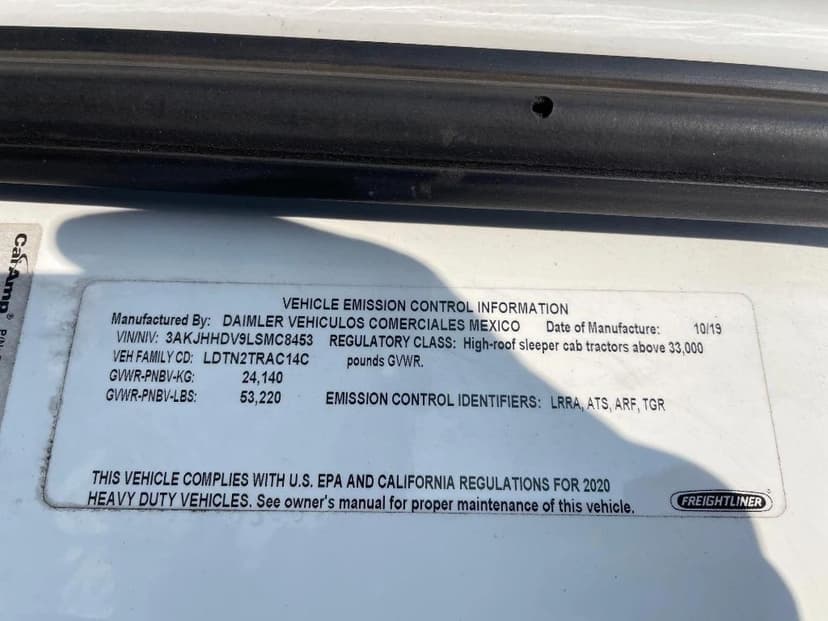 VEHICLE EMISSION CONTROL INFORMATION
Manufactured By: DAIMLER VEHICULOS COMERCIALES MEXICO Date of Manufacture: 10/19
VIN/NIV: 3AKJHHDV9LSMC8453 REGULATORY CLASS: High-roof sleeper cab tractors above 33,000
VEH FAMILY CD: LDTN2TRAC14C pounds GVWR.
GVWR-PNBV-KG: 24,140
GVWR-PNBV-LBS: 53,220 EMISSION CONTROL IDENTIFIERS: LRRA, ATS, ARF, TGR
THIS VEHICLE COMPLIES WITH U.S. EPA AND CALIFORNIA REGULATIONS FOR 2020
HEAVY DUTY VEHICLES. See owner's manual for proper maintenance of this vehicle.
FREIGHTLINER
CalAmp®